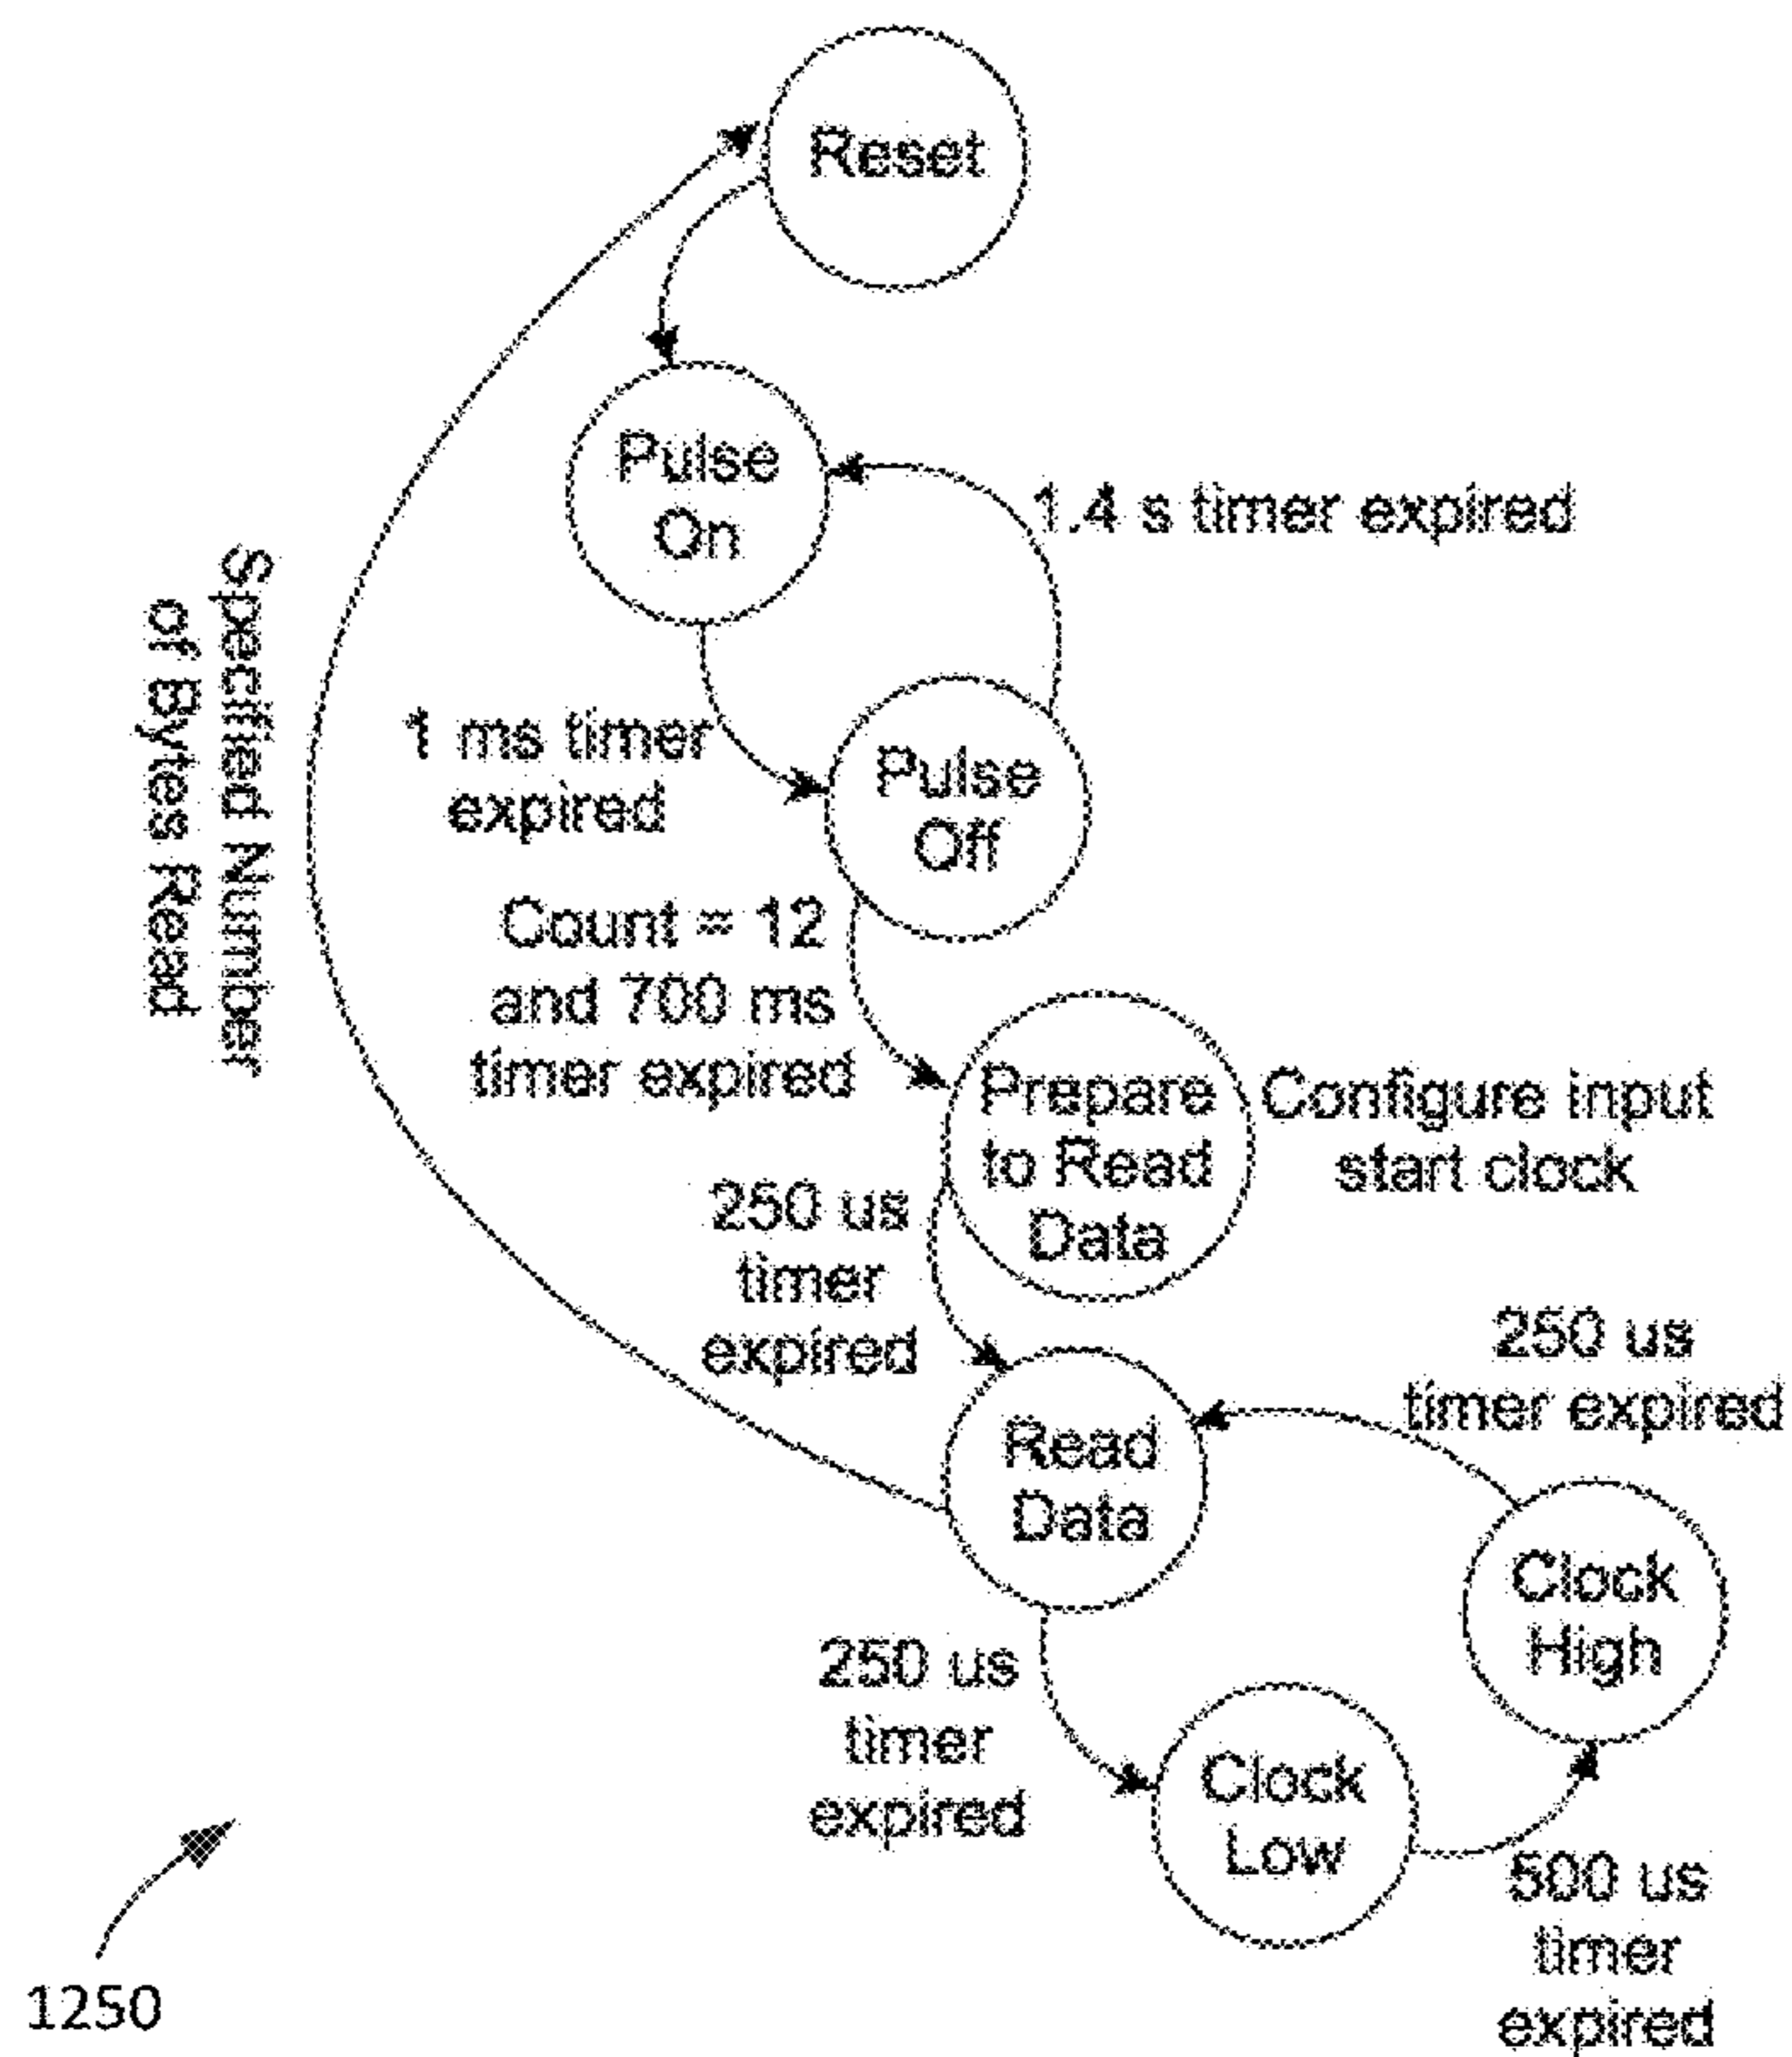 Reset
Pulse
On
1.4 s timer expired
Specified Number
of Bytes Read
1 ms timer
expired
Pulse
Off
Count = 12
and 700 ms
timer expired
Prepare
to Read
Data
Configure input
start clock
250 us
timer
expired
250 us
timer expired
Read
Data
Clock
High
250 us
timer
expired
Clock
Low
500 us
timer
expired
1250